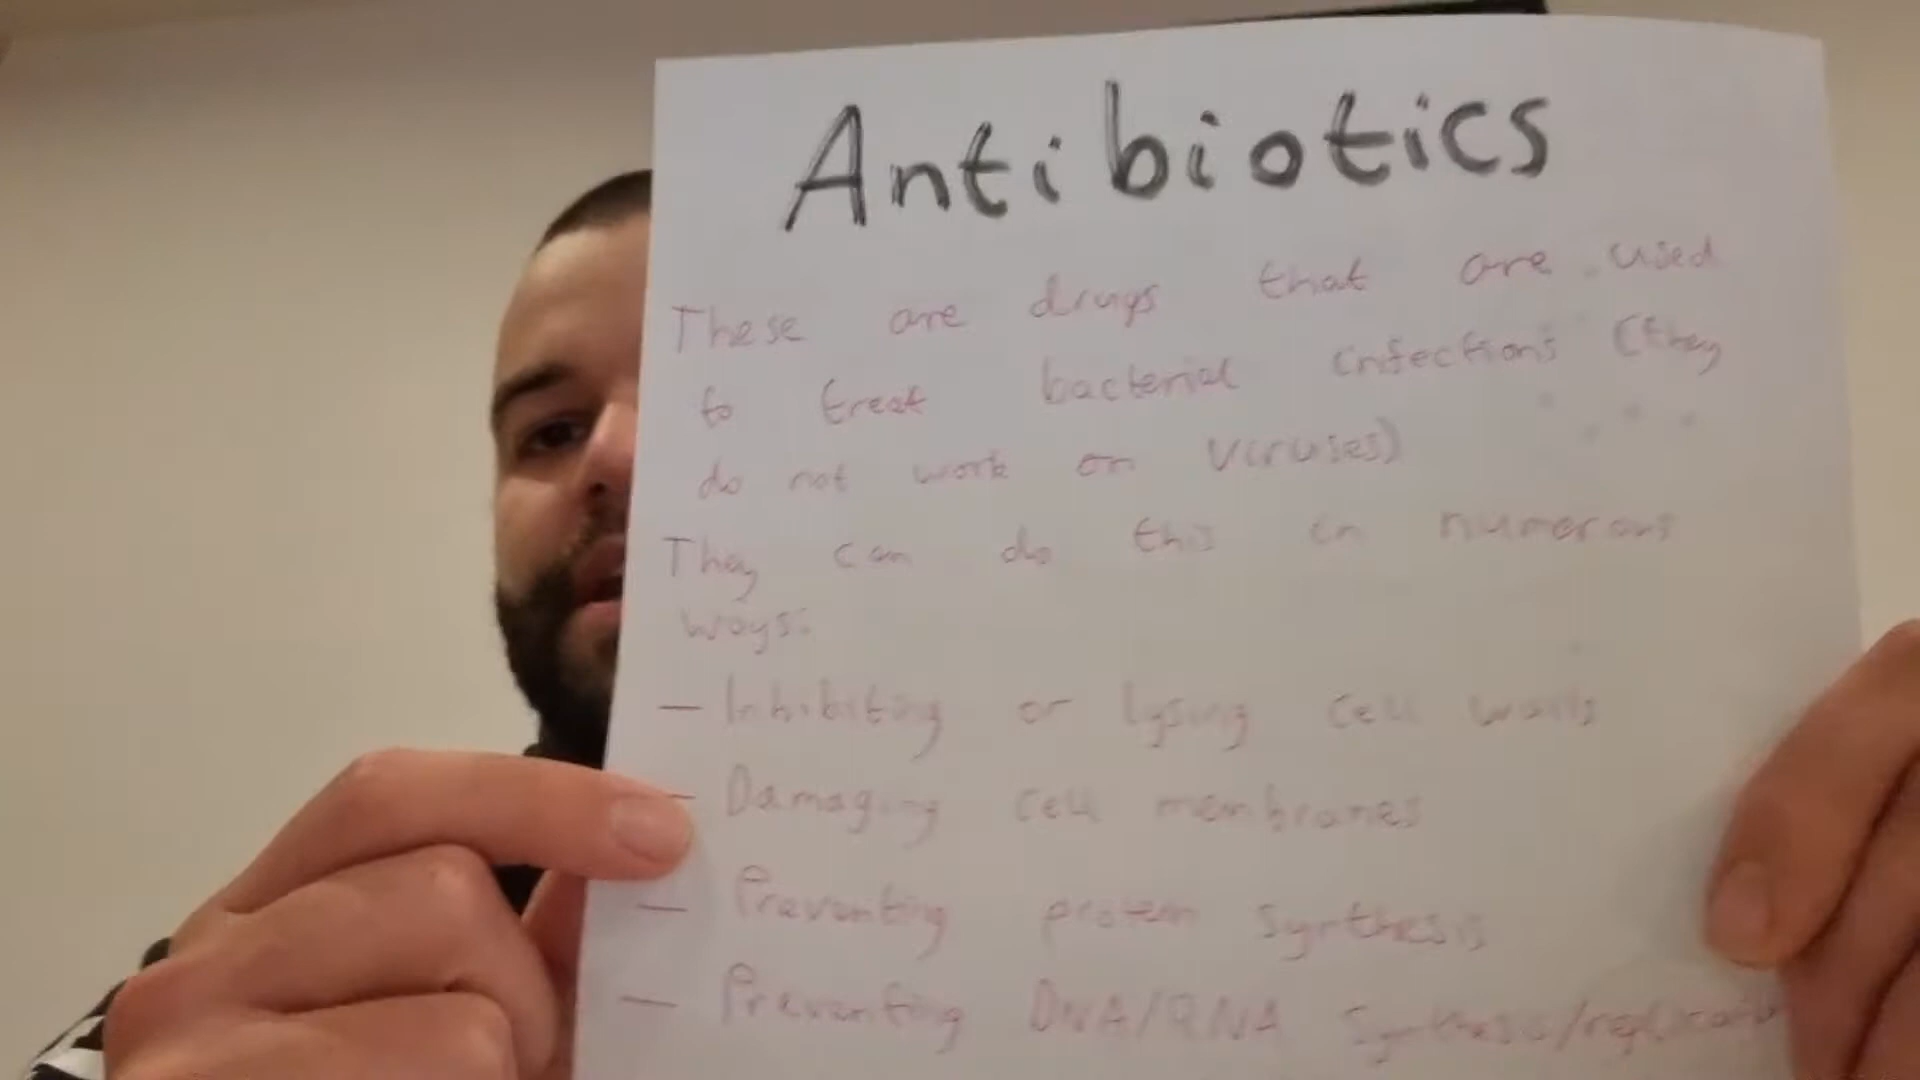 Antibiotics
These are drugs that are used
to treat bacterial infections (they
do not work on viruses)
They can do this in numerous
ways:
— Inhibiting or lysing cell walls
— Damaging cell membranes
— Preventing protein synthesis
— Preventing DNA/RNA synthesis/replication